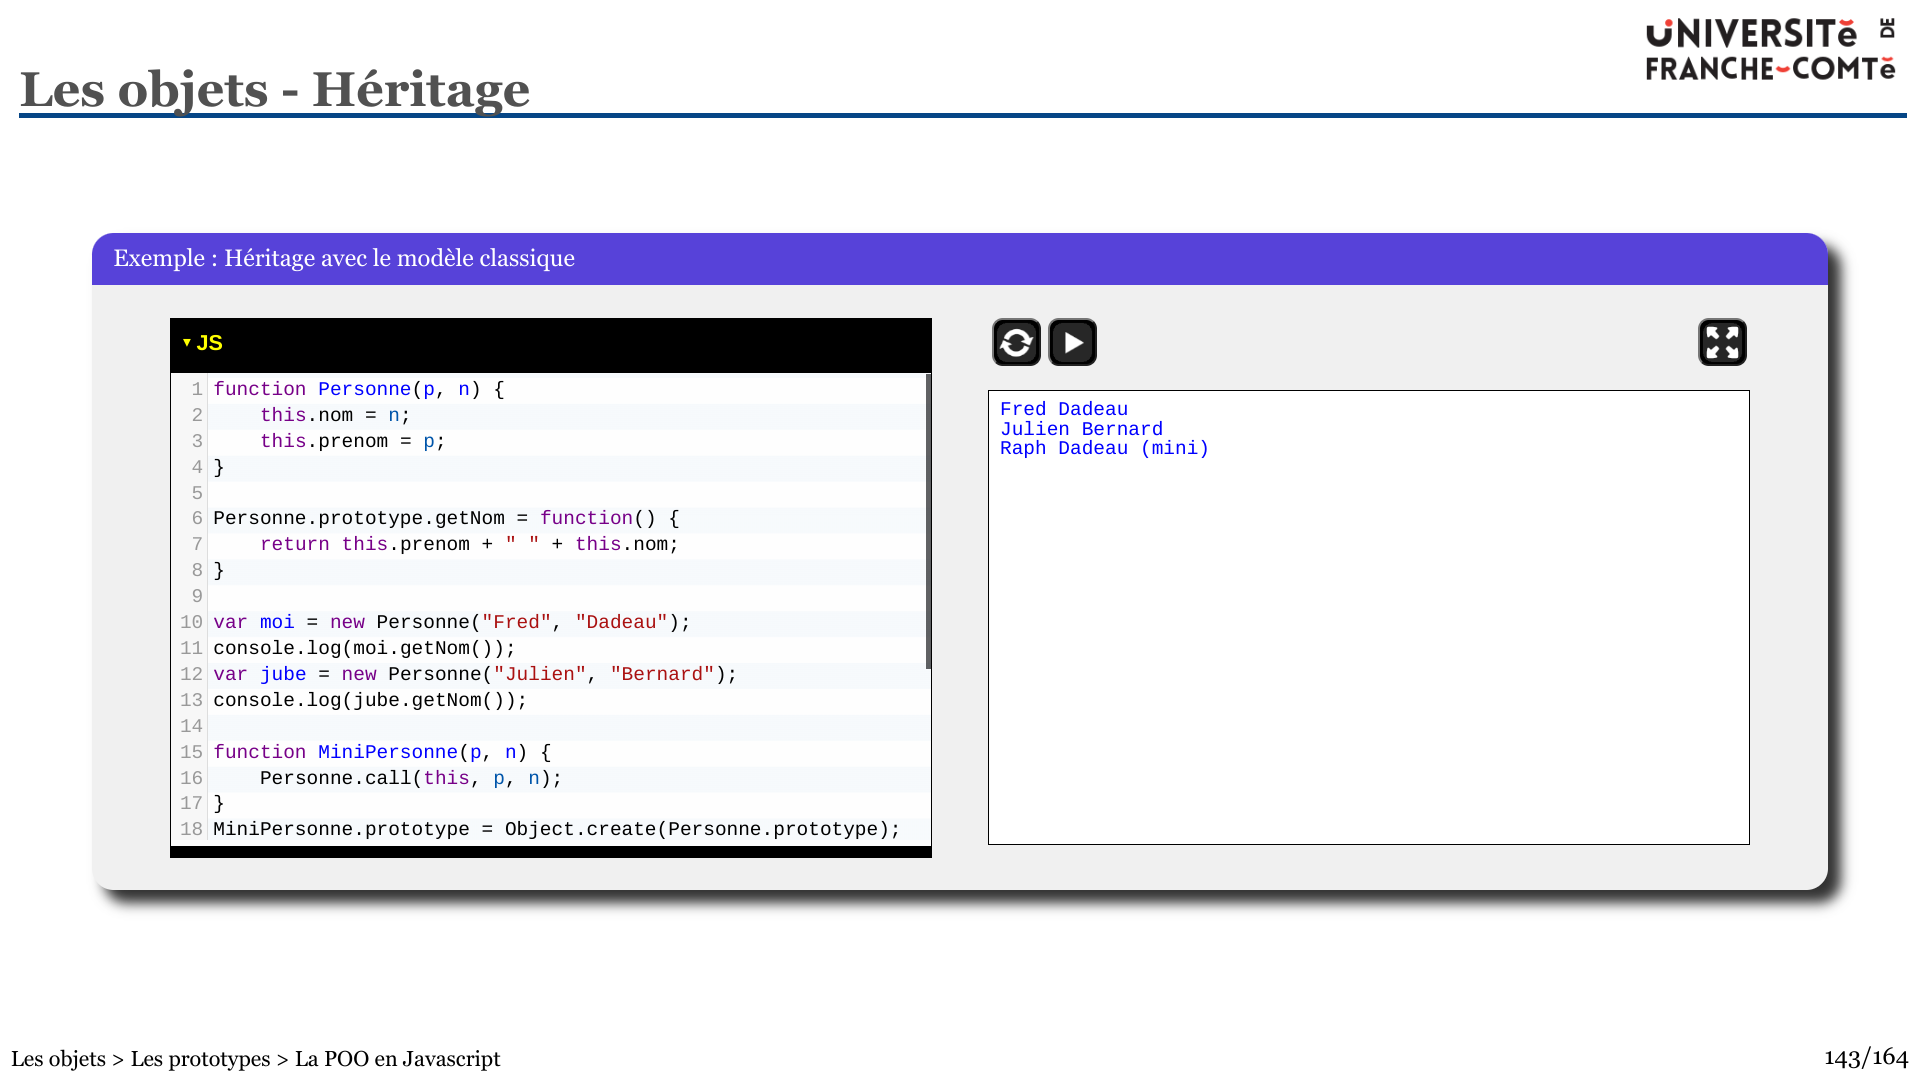 UNIVERSITĕ DE
FRANCHE-COMTĕ
Les objets - Héritage
Exemple : Héritage avec le modèle classique
▾ JS
1 function Personne(p, n) {
2     this.nom = n;
3     this.prenom = p;
4 }
5
6 Personne.prototype.getNom = function() {
7     return this.prenom + " " + this.nom;
8 }
9
10 var moi = new Personne("Fred", "Dadeau");
11 console.log(moi.getNom());
12 var jube = new Personne("Julien", "Bernard");
13 console.log(jube.getNom());
14
15 function MiniPersonne(p, n) {
16     Personne.call(this, p, n);
17 }
18 MiniPersonne.prototype = Object.create(Personne.prototype);
Fred Dadeau
Julien Bernard
Raph Dadeau (mini)
Les objets > Les prototypes > La POO en Javascript
143/164